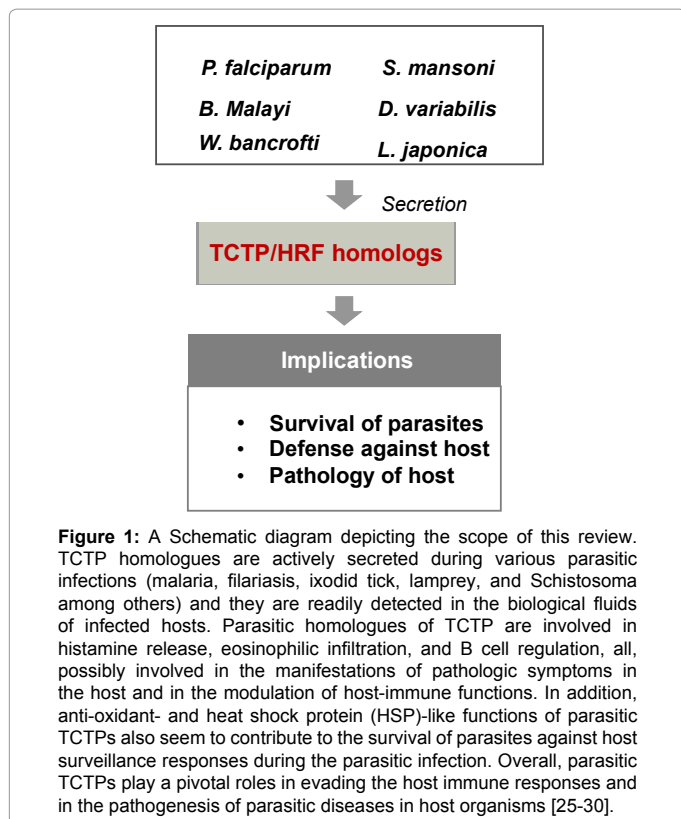 P. falciparum S. mansoni
B. Malayi D. variabilis
W. bancrofti L. japonica
Secretion
TCTP/HRF homologs
Implications
• Survival of parasites
• Defense against host
• Pathology of host
Figure 1: A Schematic diagram depicting the scope of this review.
TCTP homologues are actively secreted during various parasitic
infections (malaria, filariasis, ixodid tick, lamprey, and Schistosoma
among others) and they are readily detected in the biological fluids
of infected hosts. Parasitic homologues of TCTP are involved in
histamine release, eosinophilic infiltration, and B cell regulation, all,
possibly involved in the manifestations of pathologic symptoms in
the host and in the modulation of host-immune functions. In addition,
anti-oxidant- and heat shock protein (HSP)-like functions of parasitic
TCTPs also seem to contribute to the survival of parasites against host
surveillance responses during the parasitic infection. Overall, parasitic
TCTPs play a pivotal roles in evading the host immune responses and
in the pathogenesis of parasitic diseases in host organisms [25-30].